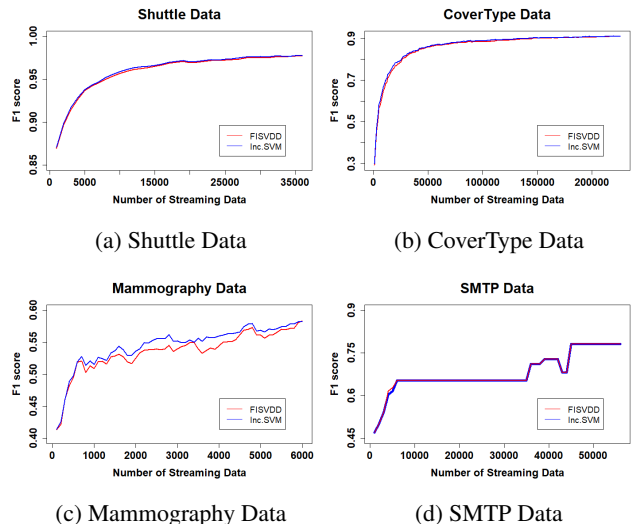 Shuttle Data
F1 score
1.00
0.95
0.90
0.85
FISVDD
Inc.SVM
0 5000 15000 25000 35000
Number of Streaming Data
(a) Shuttle Data
CoverType Data
F1 score
0.9
0.7
0.5
0.3
FISVDD
Inc.SVM
0 50000 100000 150000 200000
Number of Streaming Data
(b) CoverType Data
Mammography Data
F1 score
0.60
0.55
0.50
0.45
0.40
FISVDD
Inc.SVM
0 1000 2000 3000 4000 5000 6000
Number of Streaming Data
(c) Mammography Data
SMTP Data
F1 score
0.9
0.75
0.6
0.45
FISVDD
Inc.SVM
0 10000 20000 30000 40000 50000
Number of Streaming Data
(d) SMTP Data